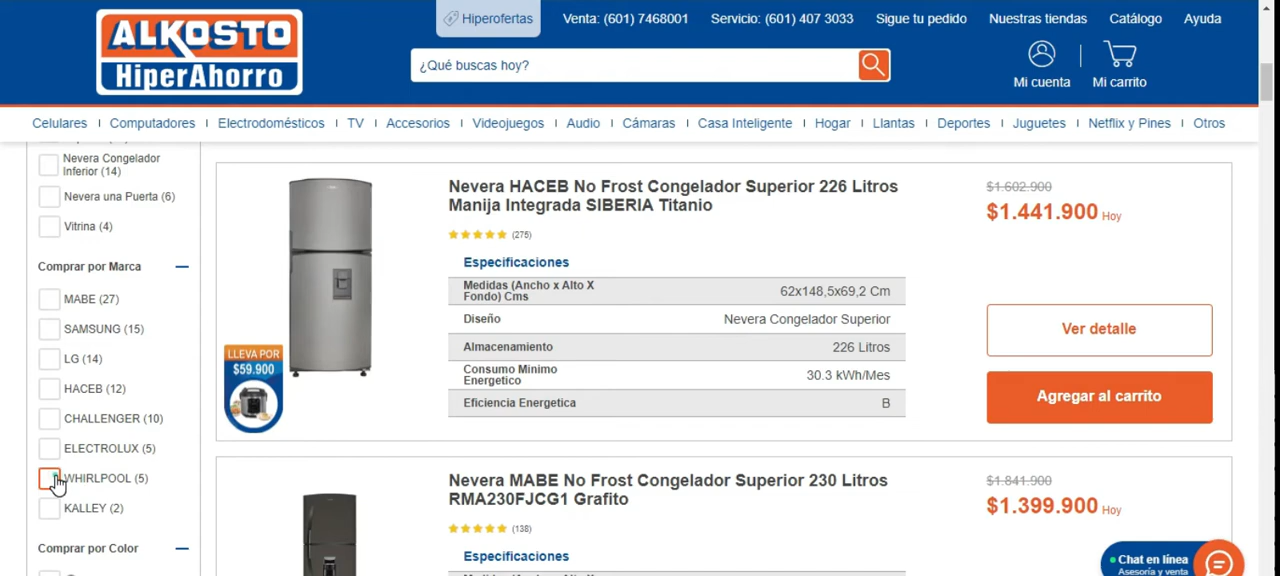 ALKOSTO
HiperAhorro
Hiperofertas
Venta: (601) 7468001
Servicio: (601) 407 3033
Sigue tu pedido
Nuestras tiendas
Catálogo
Ayuda
¿Qué buscas hoy?
Mi cuenta
Mi carrito
Celulares
Computadores
Electrodomésticos
TV
Accesorios
Videojuegos
Audio
Cámaras
Casa Inteligente
Hogar
Llantas
Deportes
Juguetes
Netflix y Pines
Otros
Nevera Congelador
Inferior (14)
Nevera una Puerta (6)
Vitrina (4)
Comprar por Marca
MABE (27)
SAMSUNG (15)
LG (14)
HACEB (12)
CHALLENGER (10)
ELECTROLUX (5)
WHIRLPOOL (5)
KALLEY (2)
Comprar por Color
LLEVA POR
$59.900
Nevera HACEB No Frost Congelador Superior 226 Litros
Manija Integrada SIBERIA Titanio
(275)
Especificaciones
Medidas (Ancho x Alto X
Fondo) Cms
62x148,5x69,2 Cm
Diseño
Nevera Congelador Superior
Almacenamiento
226 Litros
Consumo Minimo
Energetico
30.3 kWh/Mes
Eficiencia Energetica
B
$1.602.900
$1.441.900 Hoy
Ver detalle
Agregar al carrito
Nevera MABE No Frost Congelador Superior 230 Litros
RMA230FJCG1 Grafito
(138)
Especificaciones
$1.841.900
$1.399.900 Hoy
Chat en línea
Asesoría y venta